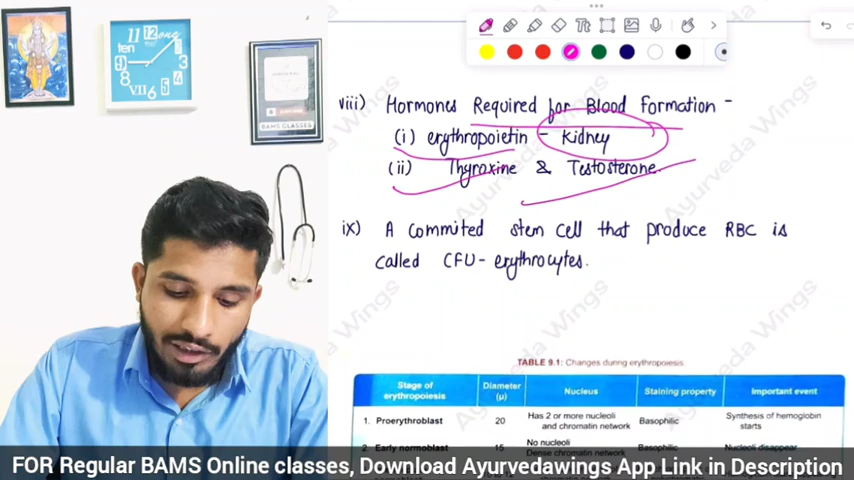 viii) Hormones Required for Blood Formation -
(i) erythropoietin - Kidney
(ii) Thyroxine & Testosterone.
ix) A commited stem cell that produce RBC is
called CFU- erythrocytes.
TABLE 9.1: Changes during erythropoiesis
Stage of erythropoiesis Diameter (μ) Nucleus Staining property Important event
1. Proerythroblast 20 Has 2 or more nucleoli and chromatin network Basophilic Synthesis of hemoglobin starts
2. Early normoblast 15 No nucleoli Dense chromatin network Basophilic Nucleoli disappear
BAMS CLASSES
Ayurveda Wings
FOR Regular BAMS Online classes, Download Ayurvedawings App Link in Description